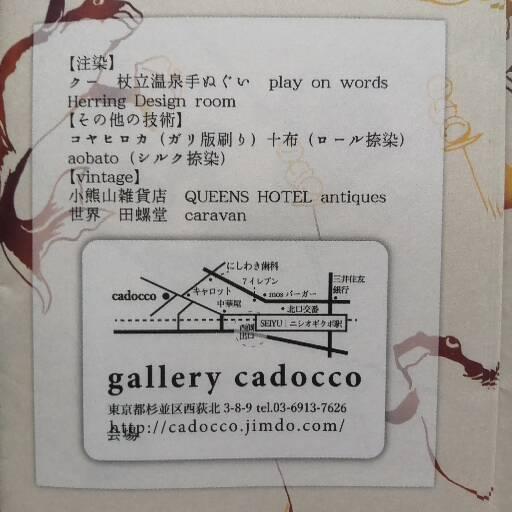 【注染】
クー　杖立温泉手ぬぐい　play on words
Herring Design room
【その他の技術】
コヤヒロカ（ガリ版刷り）十布（ロール捺染）
aobato（シルク捺染）
【vintage】
小熊山雑貨店　QUEENS HOTEL antiques
世界　田螺堂　caravan
にしわき歯科
7イレブン
三井住友
銀行
cadocco
キャロット
mos バーガー
中華屋
北口交番
SEIYU
ニシオギクボ駅
gallery cadocco
東京都杉並区西荻北 3-8-9 tel.03-6913-7626
http://cadocco.jimdo.com/
会場